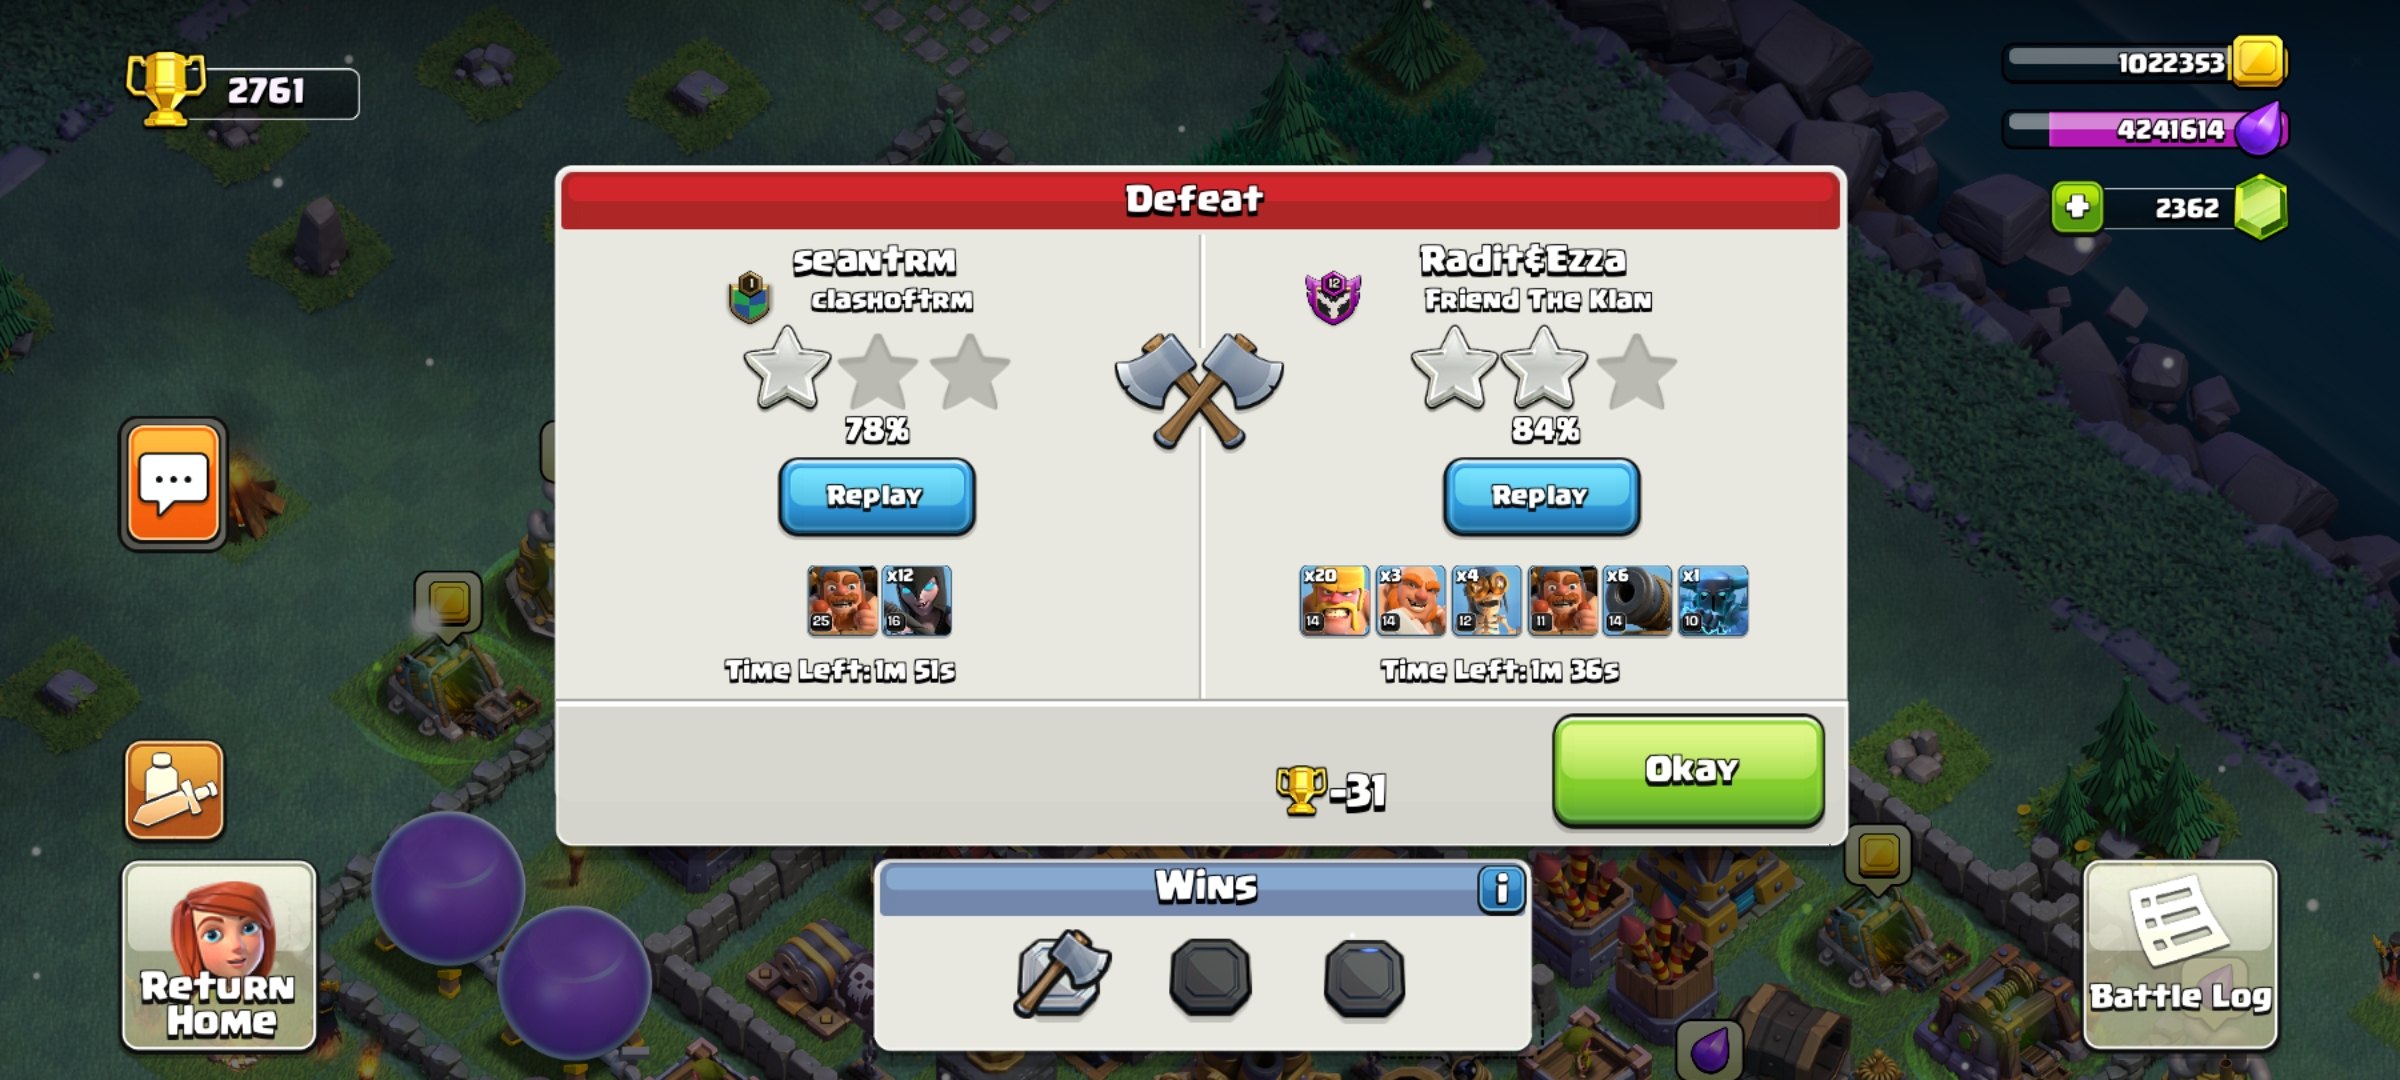 2761
1022353
4241614
2362
Defeat
seantRM
clashoftRM
1
78%
Replay
x12
25
16
Time Left: 1m 51s
Radit&Ezza
Friend The Klan
12
84%
Replay
x20
x3
x4
x6
x1
14
14
12
11
14
10
Time Left: 1m 36s
-31
Okay
Wins
i
Return
Home
Battle Log